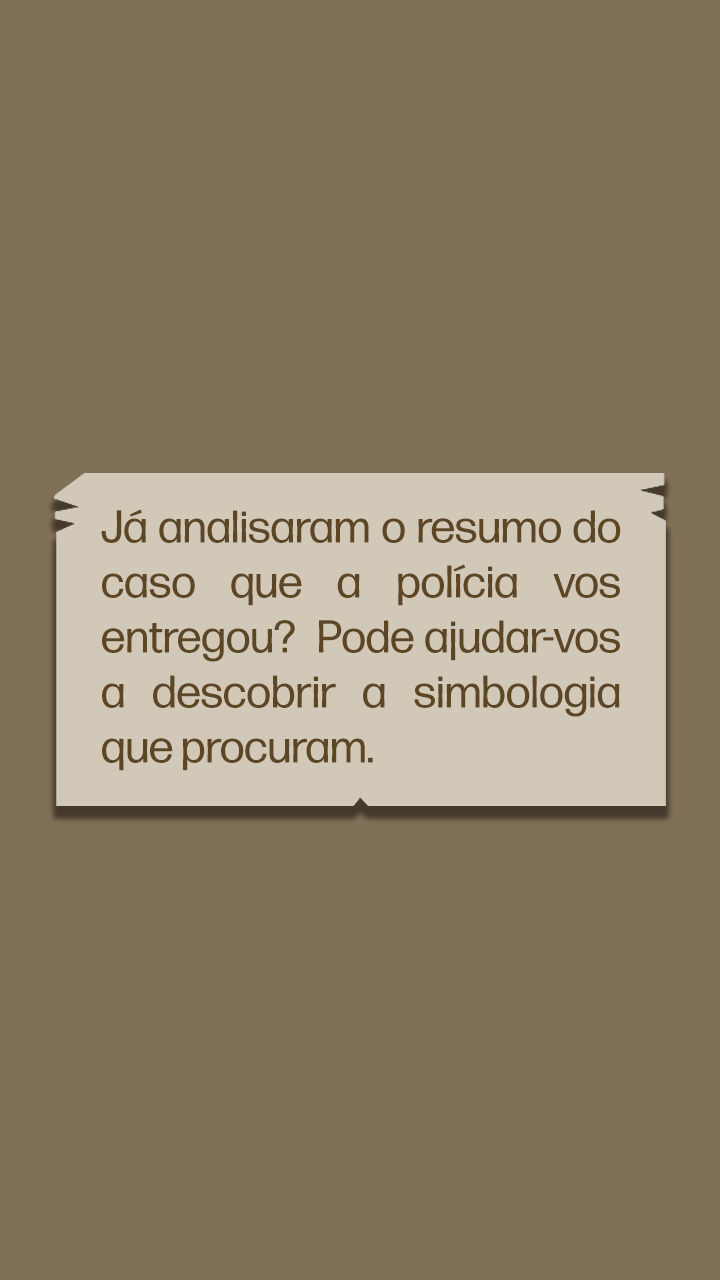 Já analisaram o resumo do
caso que a polícia vos
entregou? Pode ajudar-vos
a descobrir a simbologia
que procuram.